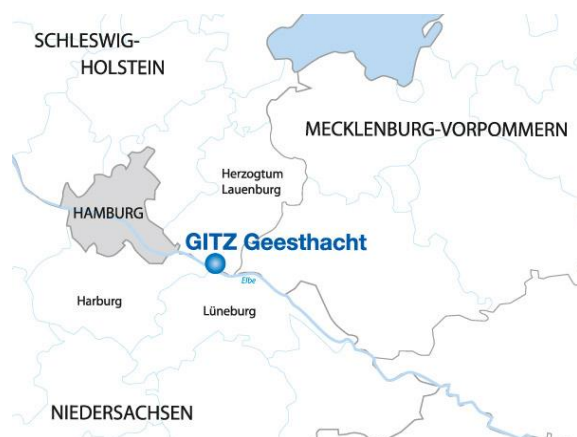 SCHLESWIG-
HOLSTEIN
MECKLENBURG-VORPOMMERN
Herzogtum
Lauenburg
HAMBURG
GITZ Geesthacht
Elbe
Harburg
Lüneburg
NIEDERSACHSEN